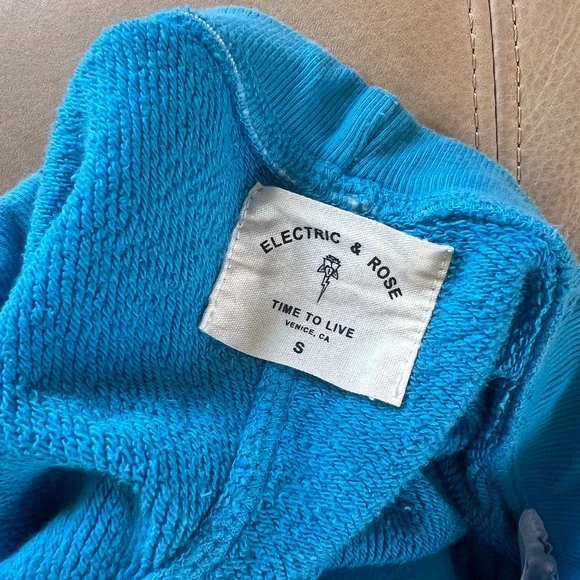 ELECTRIC & ROSE
TIME TO LIVE
VENICE, CA
S